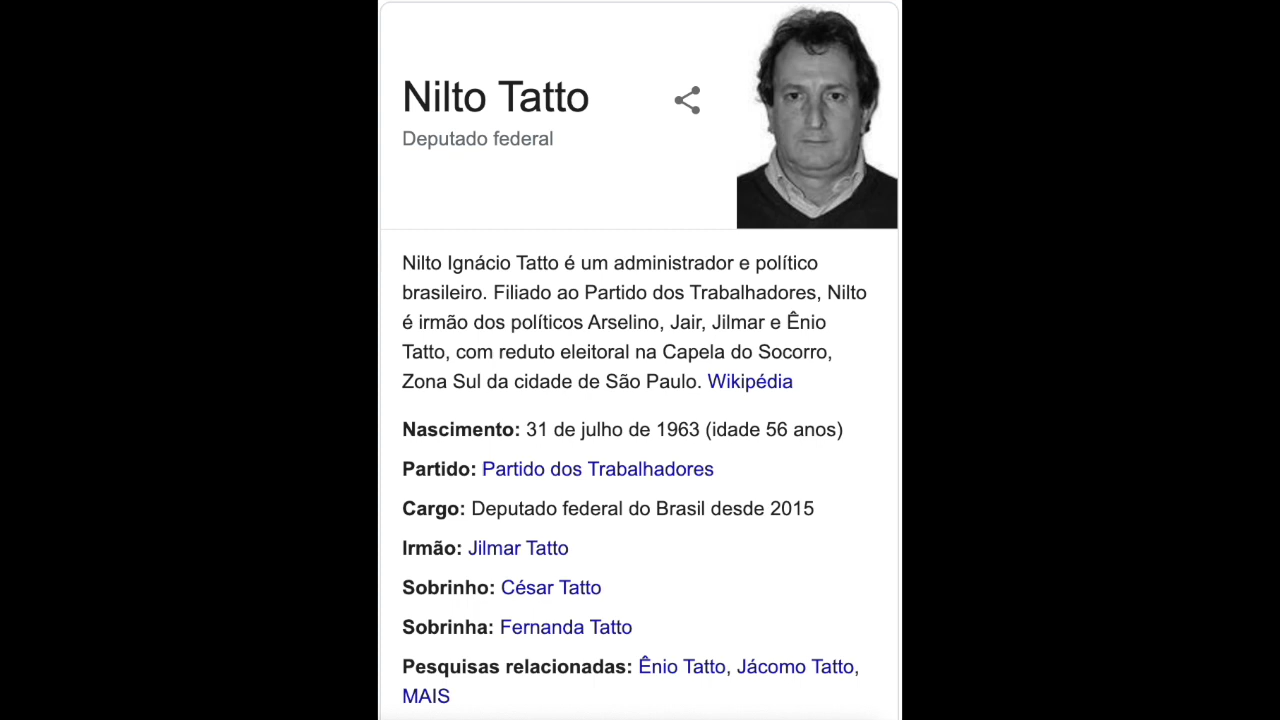 Nilto Tatto
Deputado federal
Nilto Ignácio Tatto é um administrador e político
brasileiro. Filiado ao Partido dos Trabalhadores, Nilto
é irmão dos políticos Arselino, Jair, Jilmar e Ênio
Tatto, com reduto eleitoral na Capela do Socorro,
Zona Sul da cidade de São Paulo. Wikipédia
Nascimento: 31 de julho de 1963 (idade 56 anos)
Partido: Partido dos Trabalhadores
Cargo: Deputado federal do Brasil desde 2015
Irmão: Jilmar Tatto
Sobrinho: César Tatto
Sobrinha: Fernanda Tatto
Pesquisas relacionadas: Ênio Tatto, Jácomo Tatto,
MAIS